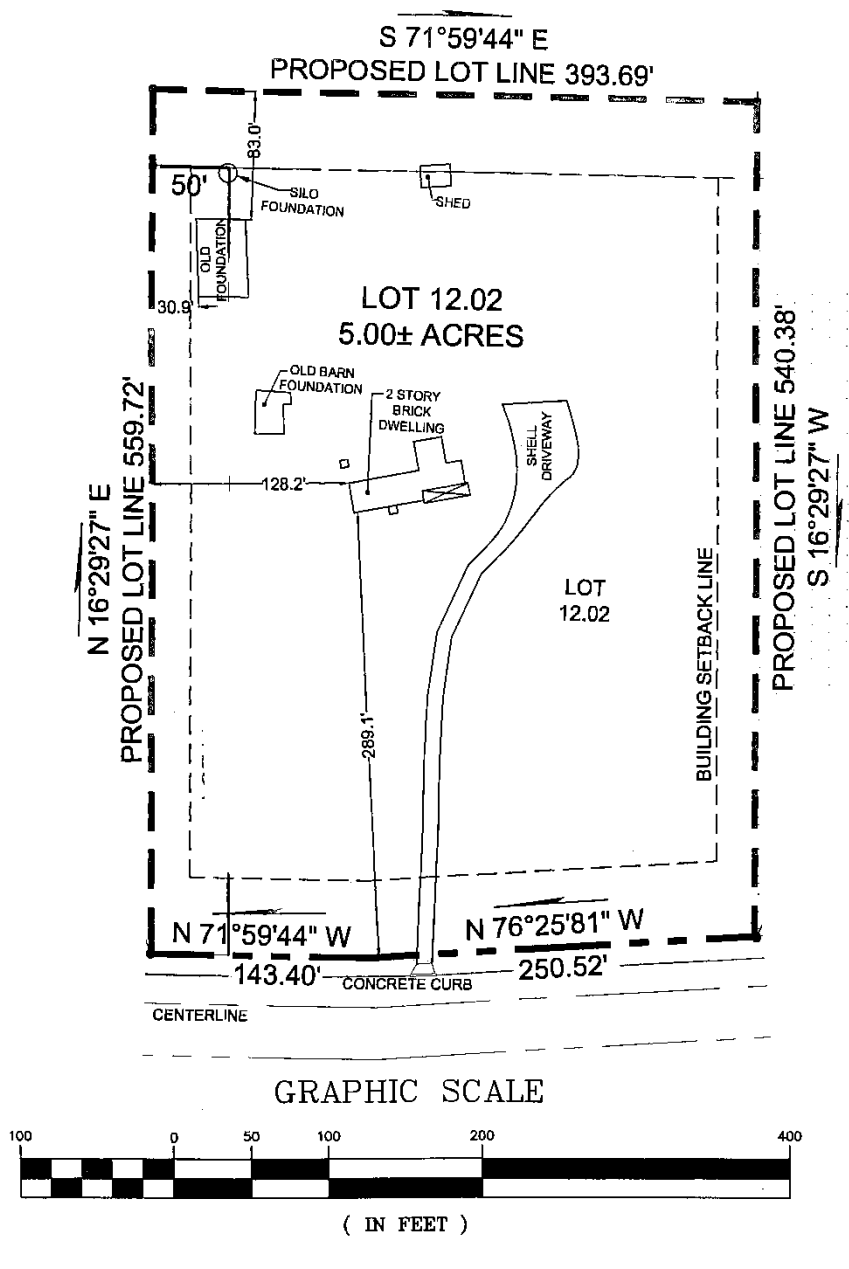 S 71°59'44" E
PROPOSED LOT LINE 393.69'
83.0'
50'
SILO
FOUNDATION
SHED
OLD
FOUNDATION
30.9'
LOT 12.02
5.00± ACRES
OLD BARN
FOUNDATION
2 STORY
BRICK
DWELLING
SHELL
DRIVEWAY
128.2'
N 16°29'27" E
PROPOSED LOT LINE 559.72'
PROPOSED LOT LINE 540.38'
S 16°29'27" W
LOT
12.02
BUILDING SETBACK LINE
289.1'
N 71°59'44" W
N 76°25'81" W
143.40'
CONCRETE CURB
250.52'
CENTERLINE
GRAPHIC SCALE
100 0 50 100 200 400
( IN FEET )